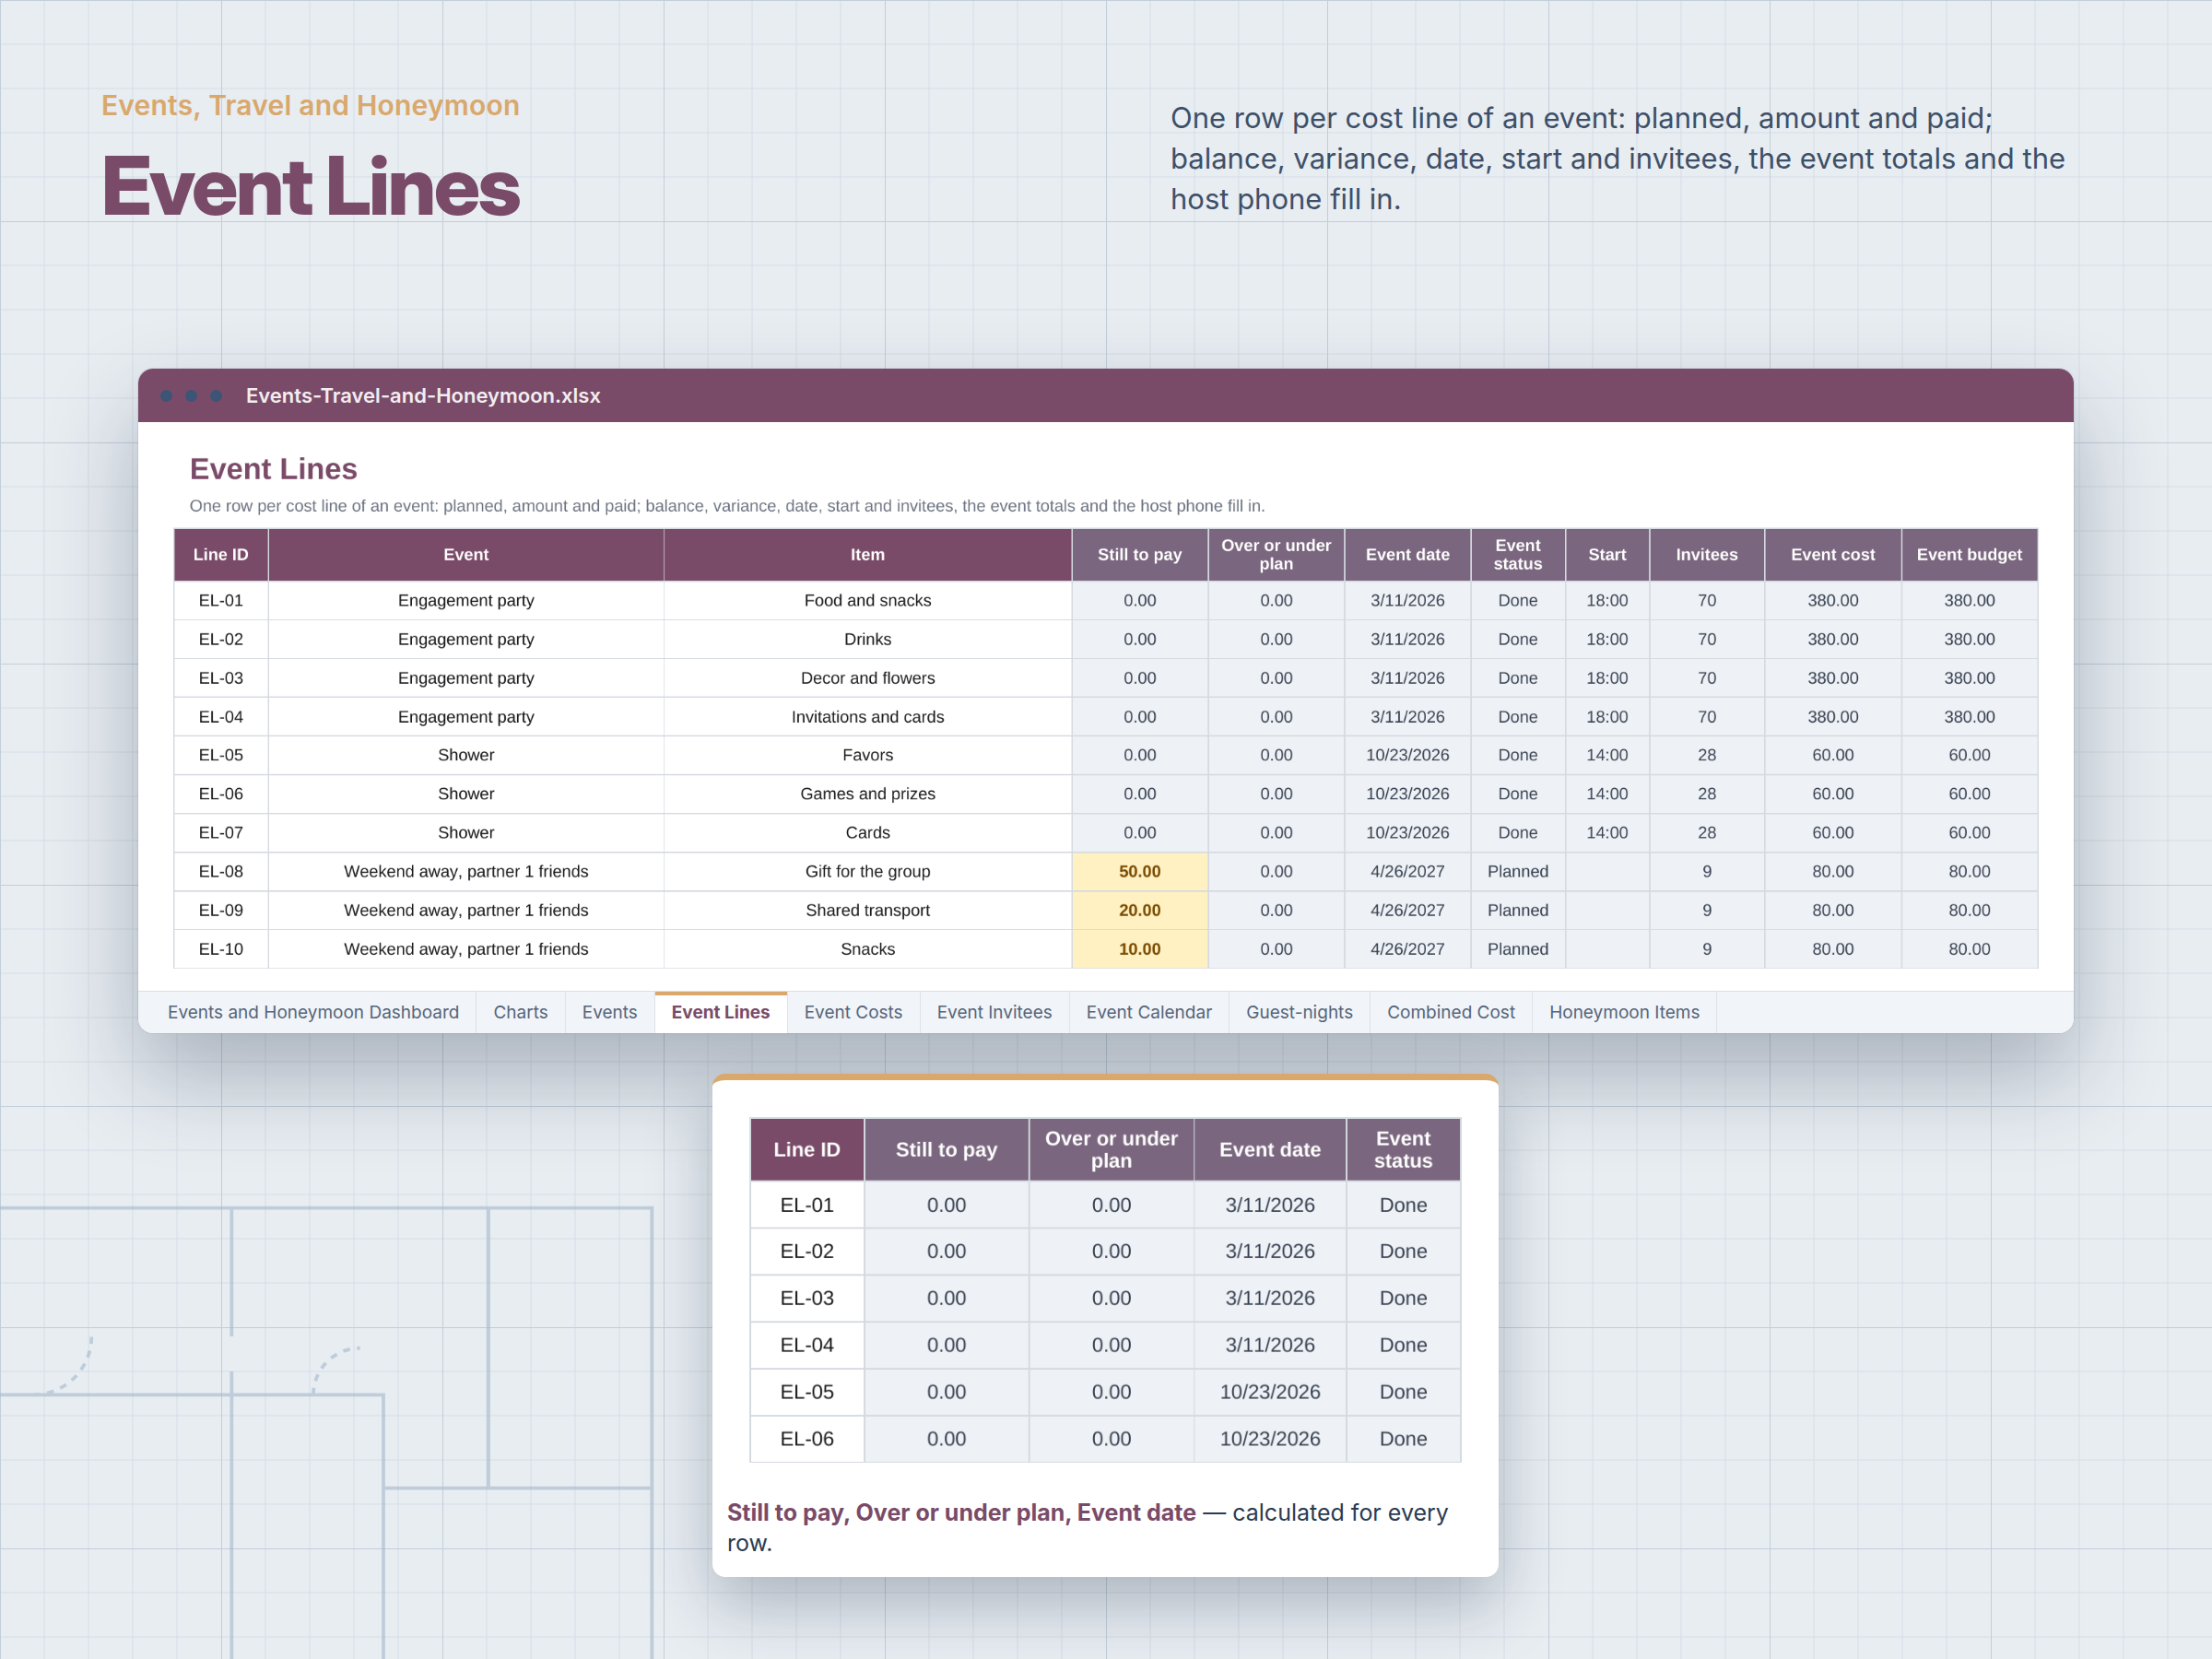 Events, Travel and Honeymoon
Event Lines
One row per cost line of an event: planned, amount and paid;
balance, variance, date, start and invitees, the event totals and the
host phone fill in.
Events-Travel-and-Honeymoon.xlsx
Event Lines
One row per cost line of an event: planned, amount and paid; balance, variance, date, start and invitees, the event totals and the host phone fill in.
Line ID Event Item Still to pay Over or under plan Event date Event status Start Invitees Event cost Event budget
EL-01 Engagement party Food and snacks 0.00 0.00 3/11/2026 Done 18:00 70 380.00 380.00
EL-02 Engagement party Drinks 0.00 0.00 3/11/2026 Done 18:00 70 380.00 380.00
EL-03 Engagement party Decor and flowers 0.00 0.00 3/11/2026 Done 18:00 70 380.00 380.00
EL-04 Engagement party Invitations and cards 0.00 0.00 3/11/2026 Done 18:00 70 380.00 380.00
EL-05 Shower Favors 0.00 0.00 10/23/2026 Done 14:00 28 60.00 60.00
EL-06 Shower Games and prizes 0.00 0.00 10/23/2026 Done 14:00 28 60.00 60.00
EL-07 Shower Cards 0.00 0.00 10/23/2026 Done 14:00 28 60.00 60.00
EL-08 Weekend away, partner 1 friends Gift for the group 50.00 0.00 4/26/2027 Planned 9 80.00 80.00
EL-09 Weekend away, partner 1 friends Shared transport 20.00 0.00 4/26/2027 Planned 9 80.00 80.00
EL-10 Weekend away, partner 1 friends Snacks 10.00 0.00 4/26/2027 Planned 9 80.00 80.00
Events and Honeymoon Dashboard Charts Events Event Lines Event Costs Event Invitees Event Calendar Guest-nights Combined Cost Honeymoon Items
Line ID Still to pay Over or under plan Event date Event status
EL-01 0.00 0.00 3/11/2026 Done
EL-02 0.00 0.00 3/11/2026 Done
EL-03 0.00 0.00 3/11/2026 Done
EL-04 0.00 0.00 3/11/2026 Done
EL-05 0.00 0.00 10/23/2026 Done
EL-06 0.00 0.00 10/23/2026 Done
Still to pay, Over or under plan, Event date — calculated for every
row.